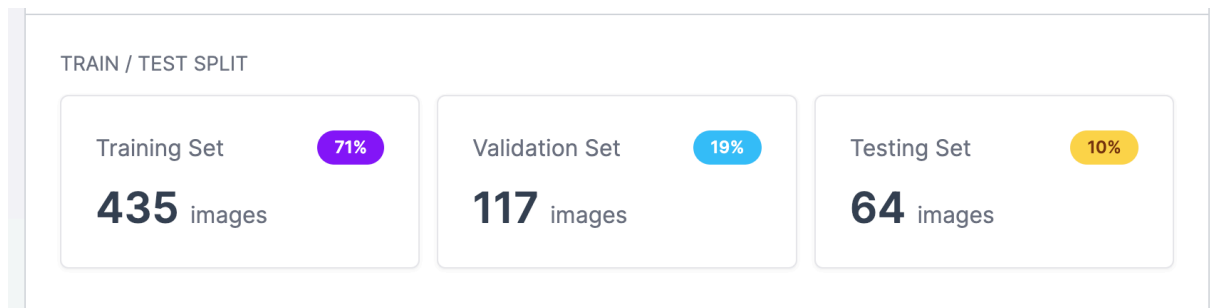 TRAIN / TEST SPLIT
Training Set 71%
435 images
Validation Set 19%
117 images
Testing Set 10%
64 images